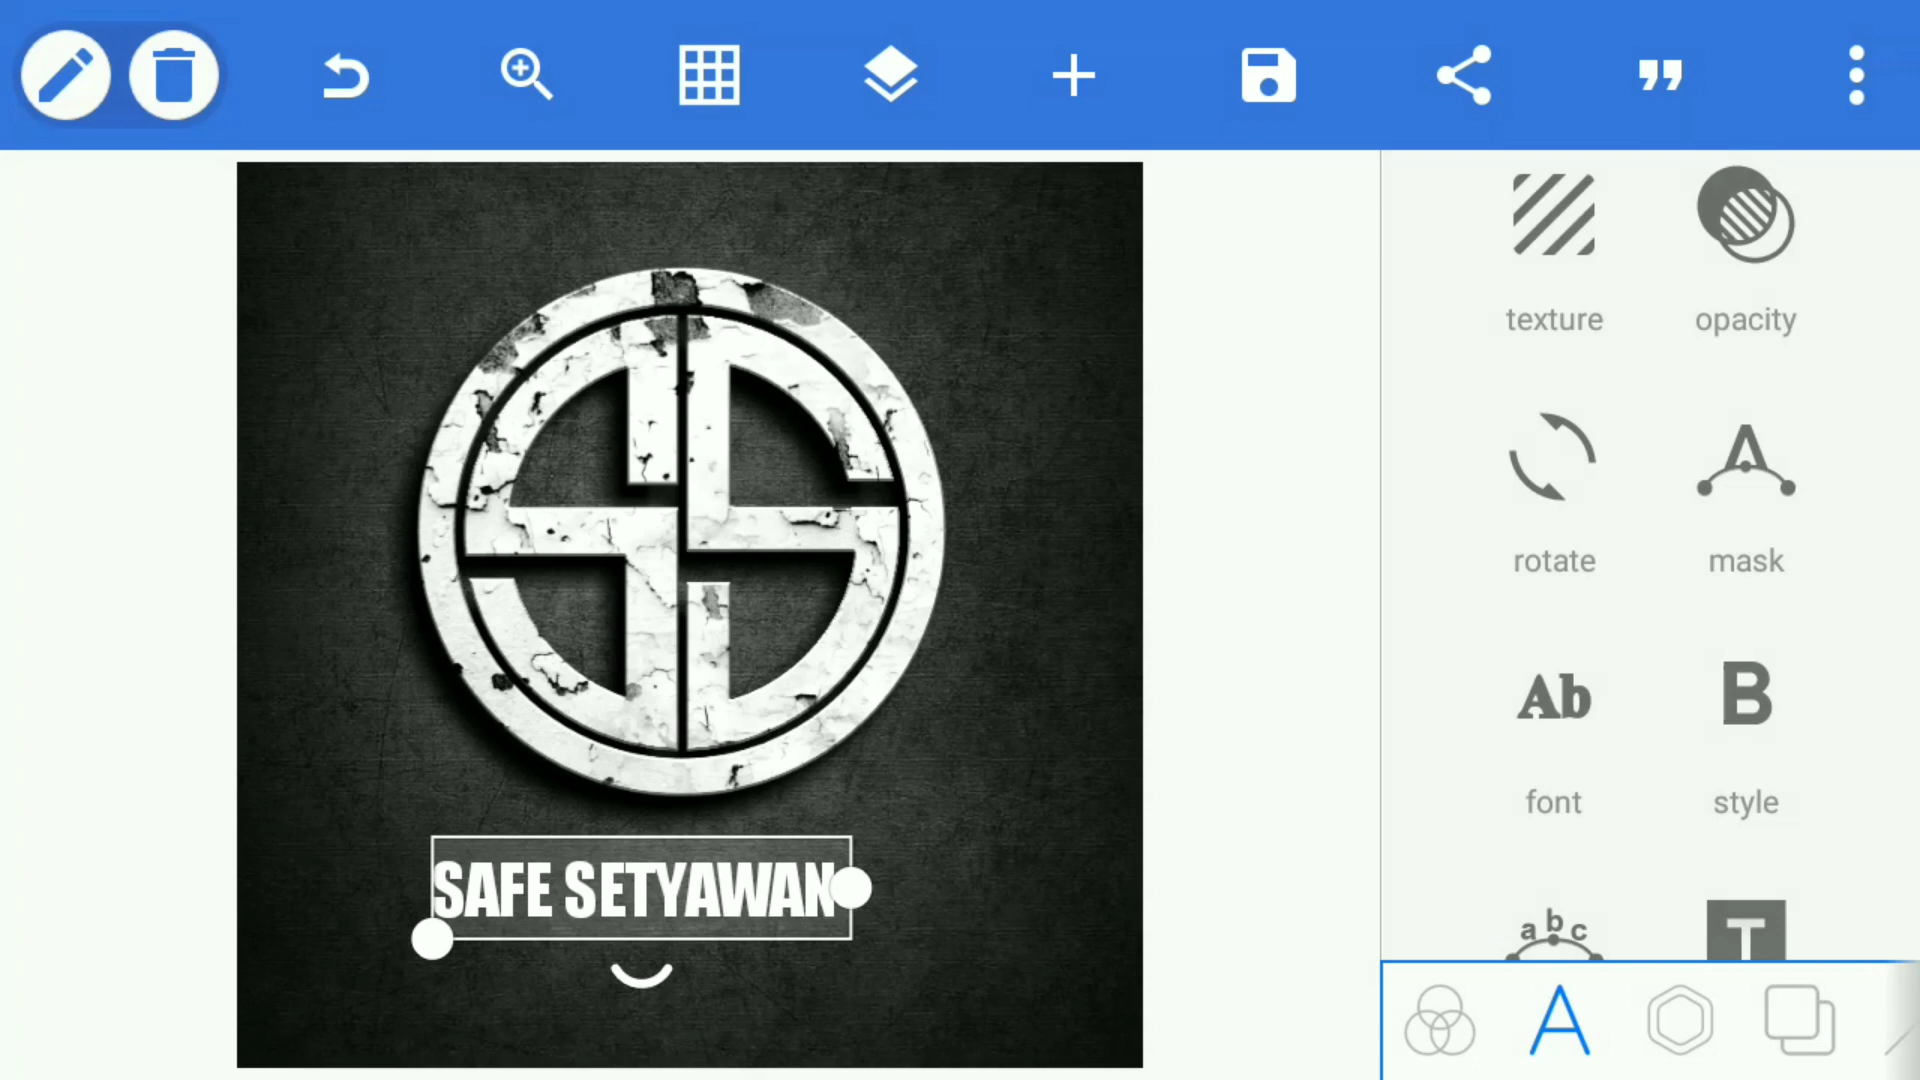 texture
opacity
rotate
mask
Ab
B
font
style
abc
T
SAFE SETYAWAN
A